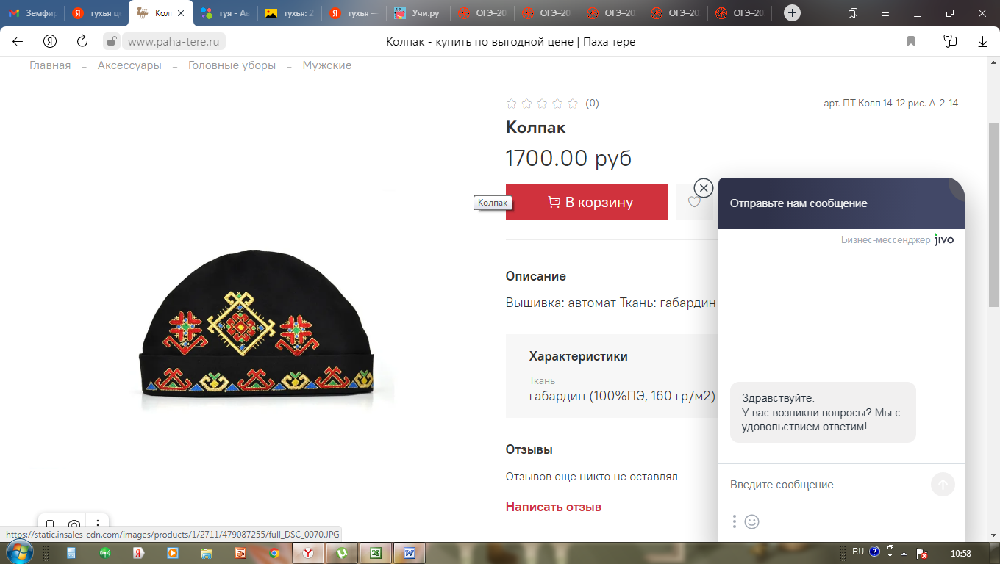 Земфир
тухья це
Колп
туя - Ав
тухья: 2
тухья —
Учи.ру
ОГЭ–20
ОГЭ–20
ОГЭ–20
ОГЭ–20
ОГЭ–20
www.paha-tere.ru
Колпак - купить по выгодной цене | Паха тере
Главная – Аксессуары – Головные уборы – Мужские
(0)
арт. ПТ Колп 14-12 рис. А-2-14
Колпак
1700.00 руб
В корзину
Колпак
Отправьте нам сообщение
Бизнес-мессенджер jivo
Описание
Вышивка: автомат Ткань: габардин
Характеристики
Ткань
габардин (100%ПЭ, 160 гр/м2)
Здравствуйте.
У вас возникли вопросы? Мы с
удовольствием ответим!
Отзывы
Отзывов еще никто не оставлял
Написать отзыв
Введите сообщение
https://static.insales-cdn.com/images/products/1/2711/479087255/full_DSC_0070.JPG
RU
10:58